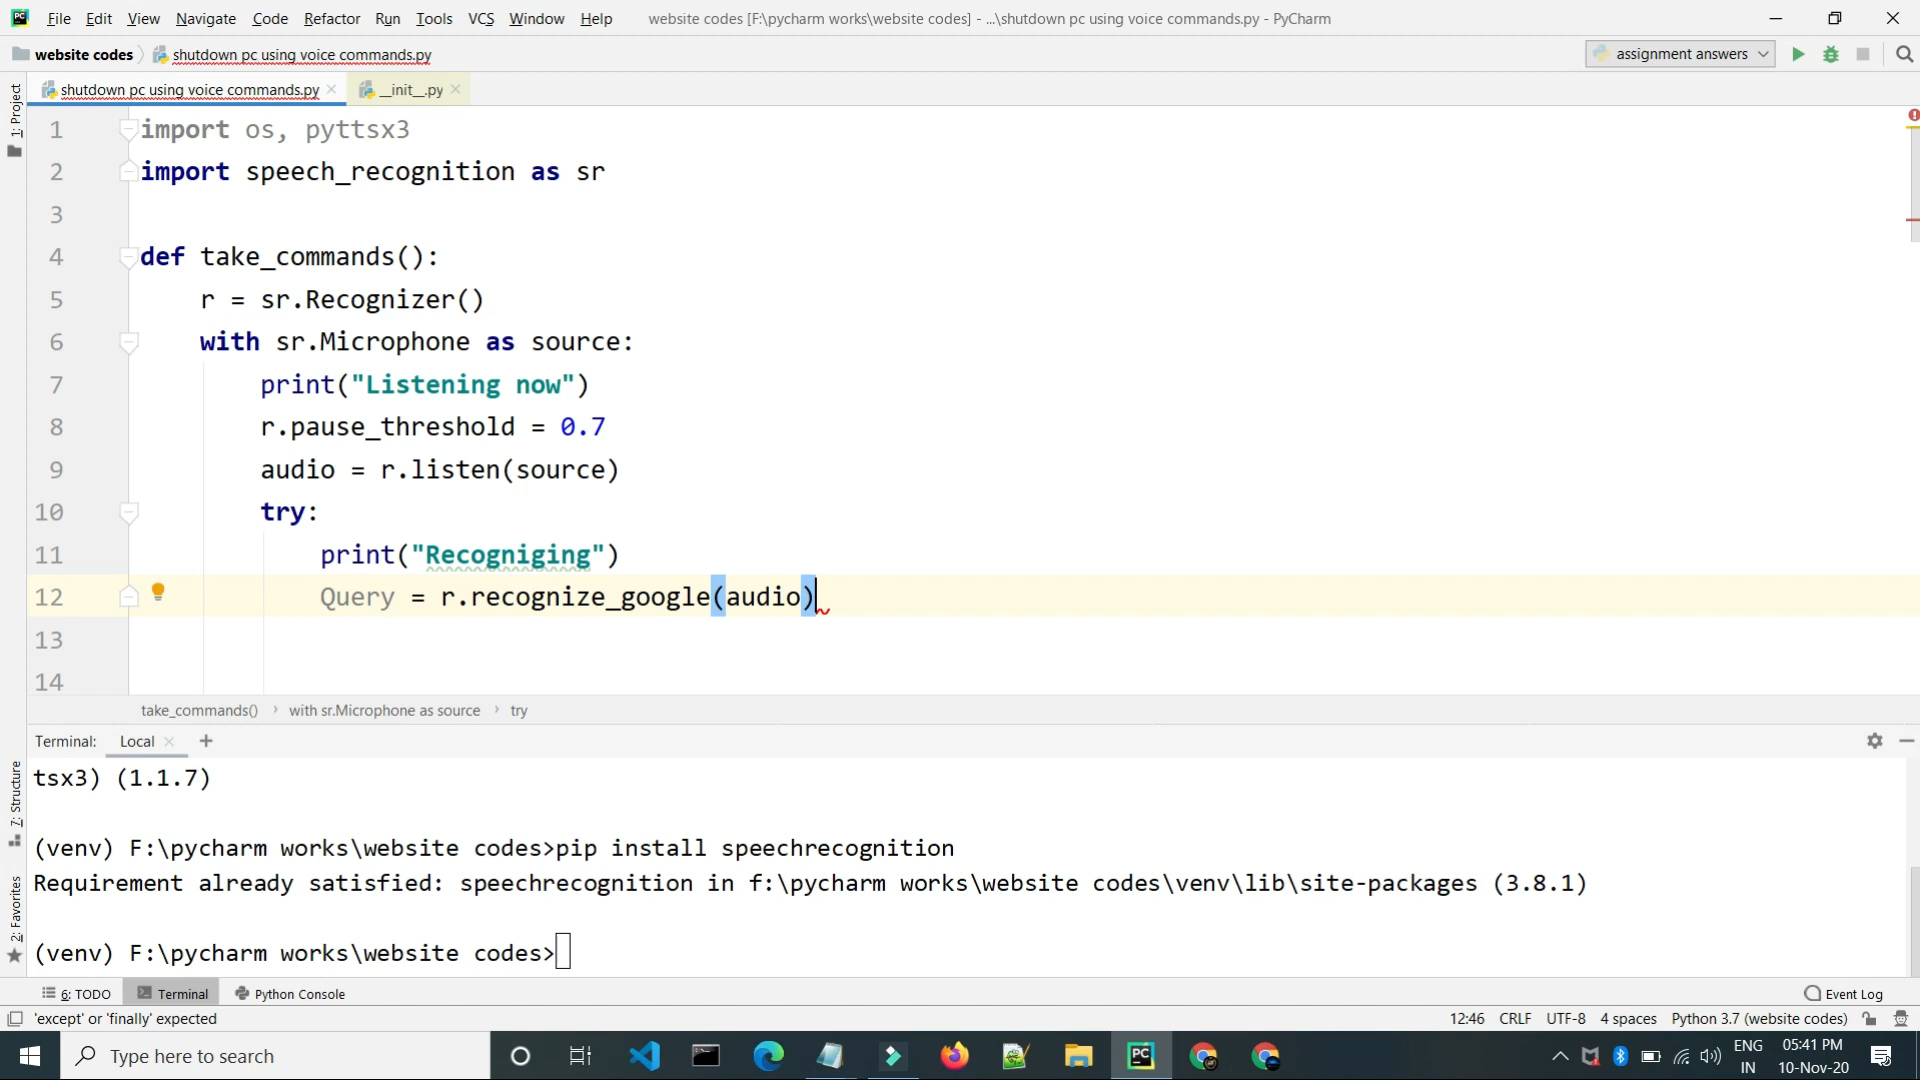 File Edit View Navigate Code Refactor Run Tools VCS Window Help website codes [F:\pycharm works\website codes] - ...\shutdown pc using voice commands.py - PyCharm
website codes shutdown pc using voice commands.py assignment answers
shutdown pc using voice commands.py __init__.py
1: Project
1 import os, pyttsx3
2 import speech_recognition as sr
3
4 def take_commands():
5 r = sr.Recognizer()
6 with sr.Microphone as source:
7 print("Listening now")
8 r.pause_threshold = 0.7
9 audio = r.listen(source)
10 try:
11 print("Recogniging")
12 Query = r.recognize_google(audio)
13
14
take_commands() with sr.Microphone as source try
Terminal: Local
7: Structure
2: Favorites
tsx3) (1.1.7)
(venv) F:\pycharm works\website codes>pip install speechrecognition
Requirement already satisfied: speechrecognition in f:\pycharm works\website codes\venv\lib\site-packages (3.8.1)
(venv) F:\pycharm works\website codes>
6: TODO Terminal Python Console Event Log
'except' or 'finally' expected 12:46 CRLF UTF-8 4 spaces Python 3.7 (website codes)
Type here to search PC ENG 05:41 PM
IN 10-Nov-20